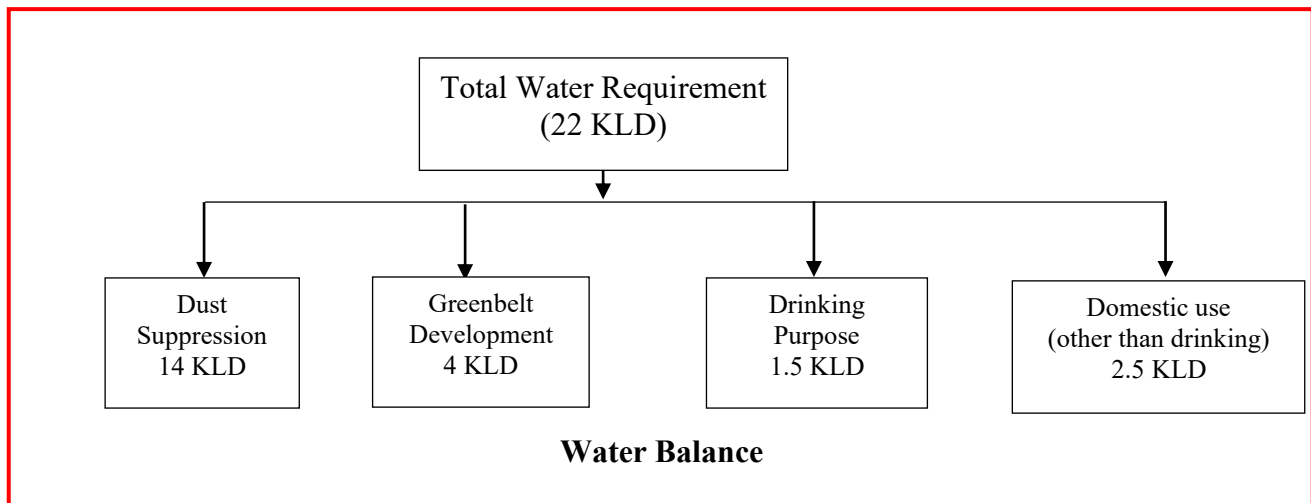 Total Water Requirement
(22 KLD)
Dust
Suppression
14 KLD
Greenbelt
Development
4 KLD
Drinking
Purpose
1.5 KLD
Domestic use
(other than drinking)
2.5 KLD
Water Balance